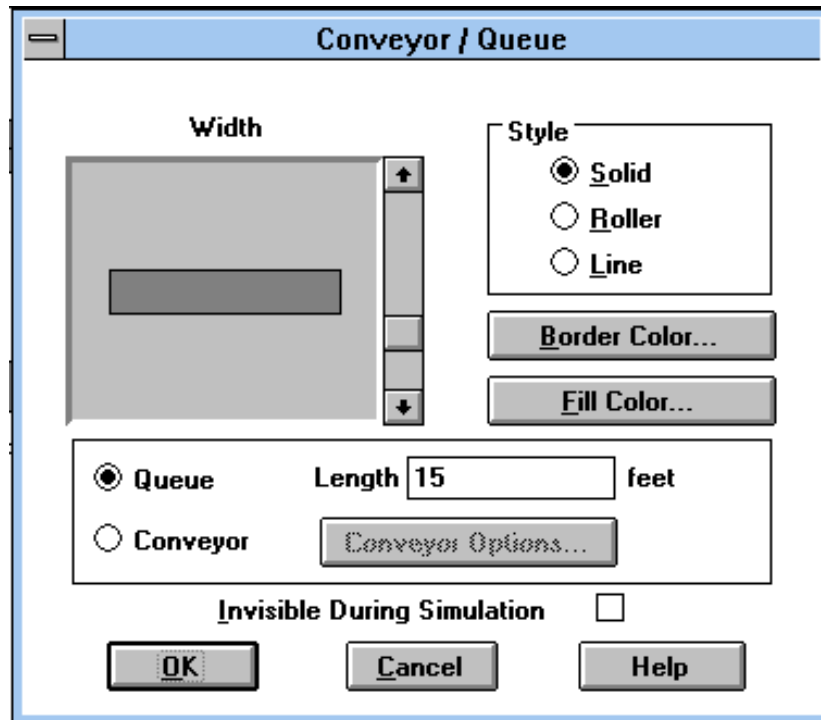 Conveyor / Queue
Width
Style
Solid
Roller
Line
Border Color...
Fill Color...
Queue Length 15 feet
Conveyor Conveyor Options...
Invisible During Simulation
OK Cancel Help